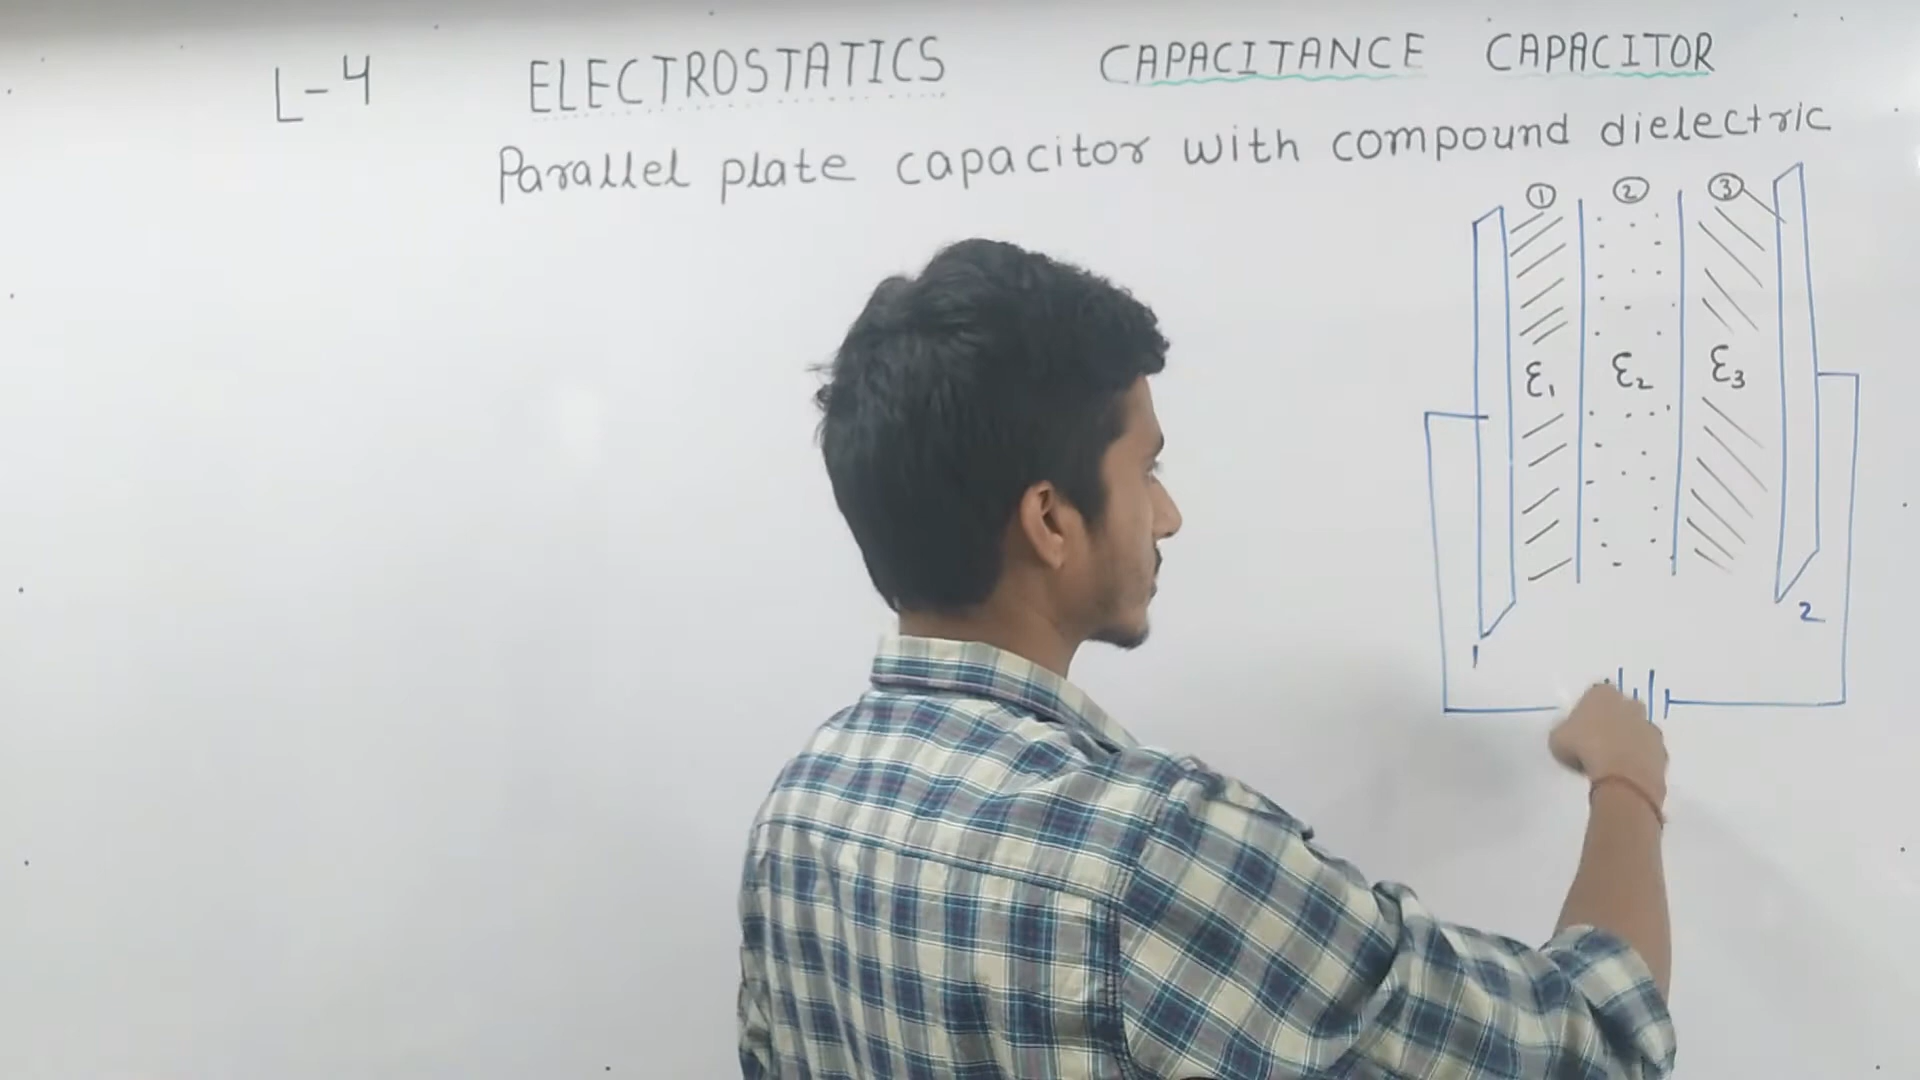 L-4 ELECTROSTATICS CAPACITANCE CAPACITOR
Parallel plate capacitor with compound dielectric
① ② ③
ε₁ ε₂ ε₃
1 2